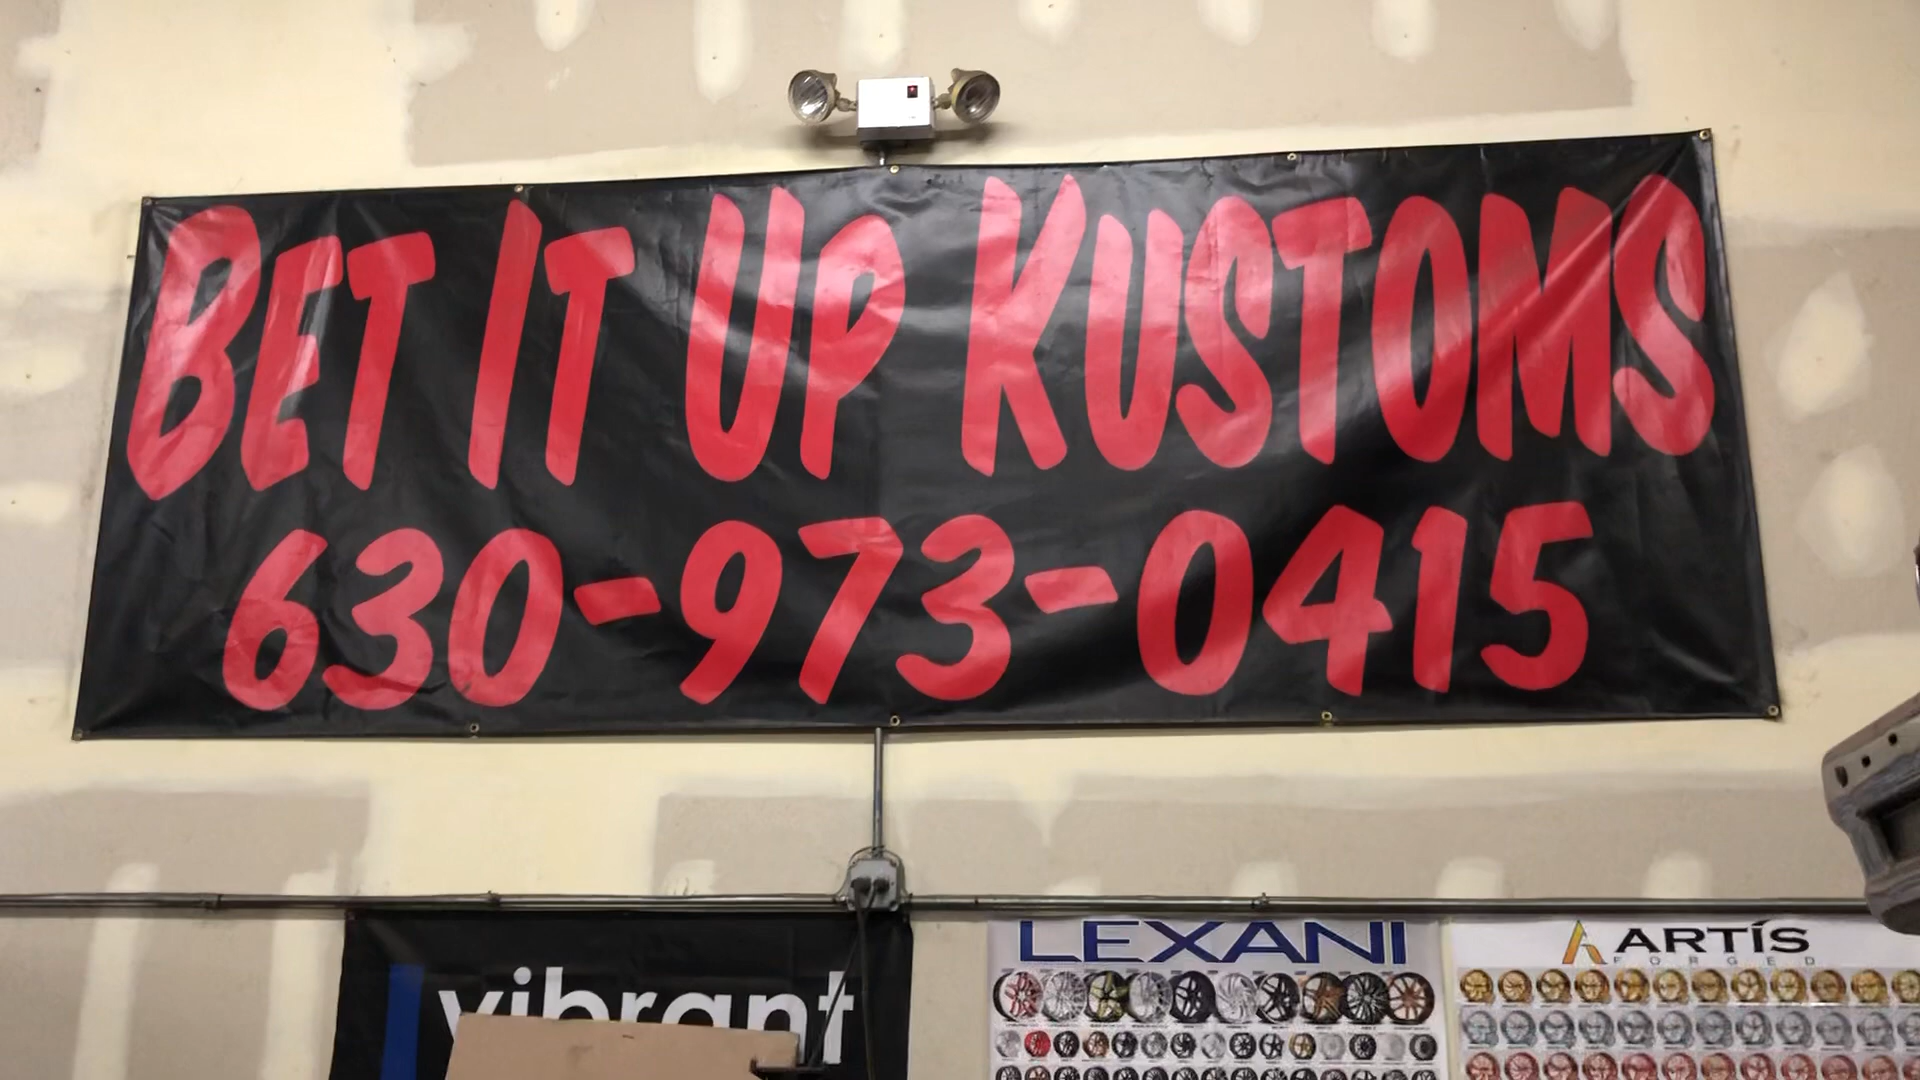 BET IT UP KUSTOMS
630-973-0415
vibrant
LEXANI
ARTÍS
FORGED